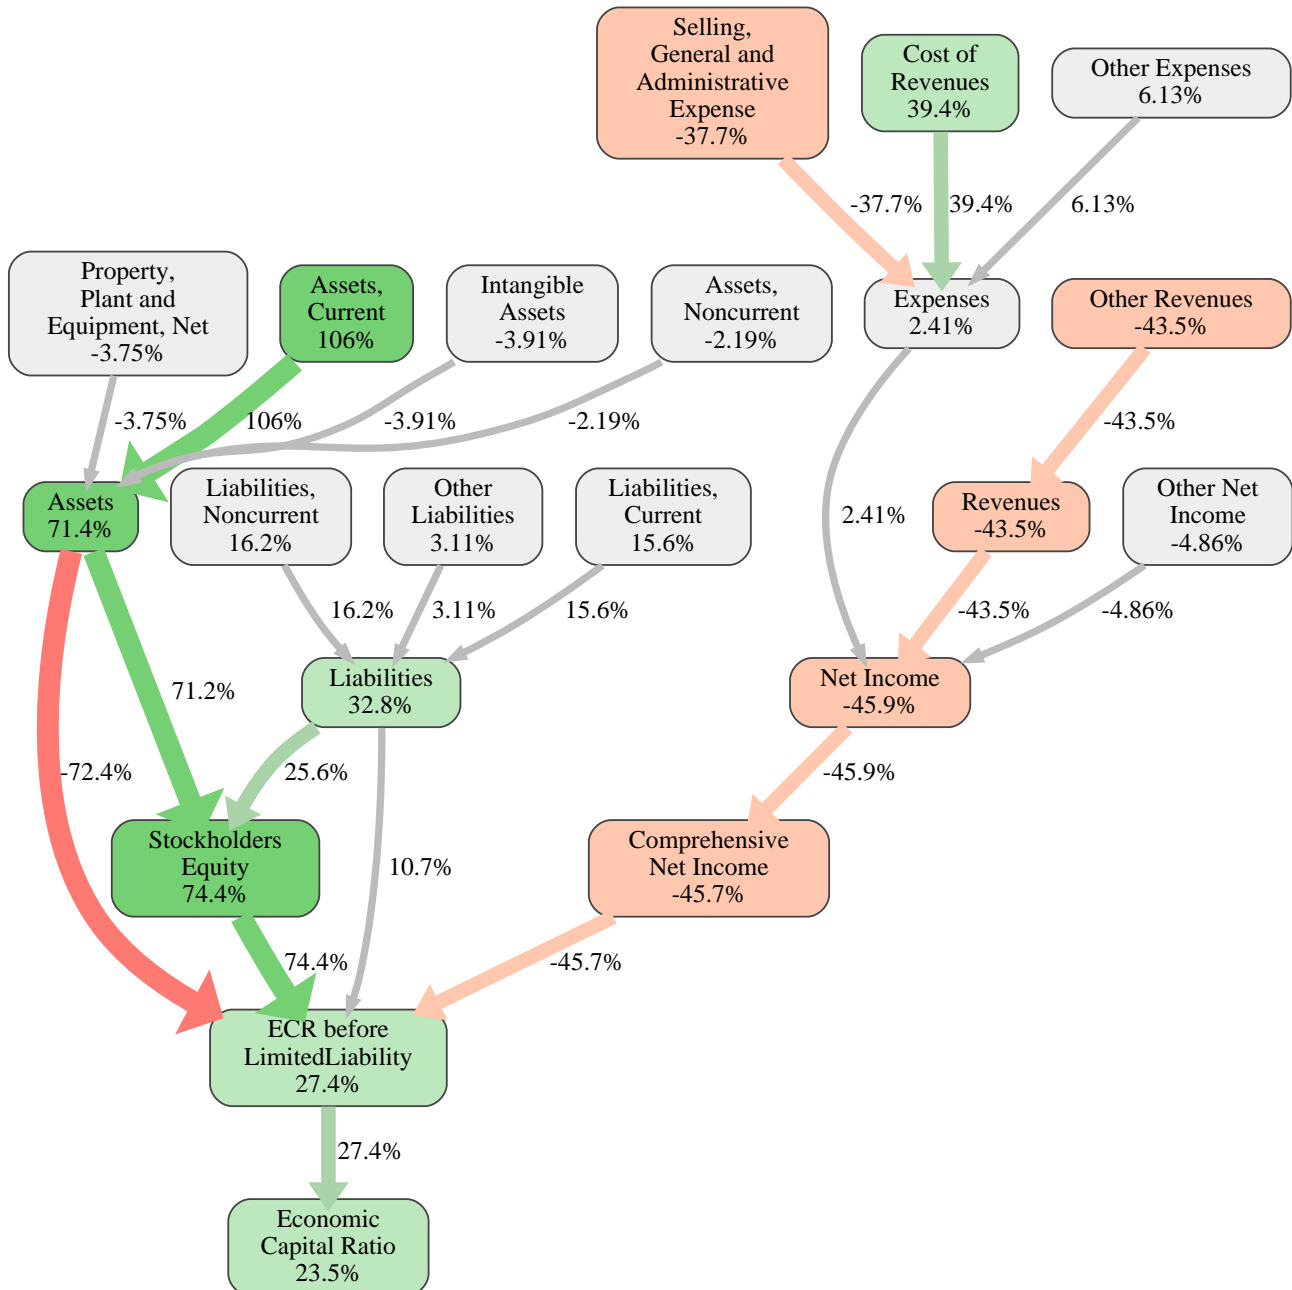 Selling,
General and
Administrative
Expense
-37.7%
Cost of
Revenues
39.4%
Other Expenses
6.13%
-37.7%
39.4%
6.13%
Property,
Plant and
Equipment, Net
-3.75%
Assets,
Current
106%
Intangible
Assets
-3.91%
Assets,
Noncurrent
-2.19%
Expenses
2.41%
Other Revenues
-43.5%
-3.75%
106%
-3.91%
-2.19%
-43.5%
Assets
71.4%
Liabilities,
Noncurrent
16.2%
Other
Liabilities
3.11%
Liabilities,
Current
15.6%
2.41%
Revenues
-43.5%
Other Net
Income
-4.86%
16.2%
3.11%
15.6%
-43.5%
-4.86%
71.2%
Liabilities
32.8%
Net Income
-45.9%
-72.4%
25.6%
-45.9%
Stockholders
Equity
74.4%
10.7%
Comprehensive
Net Income
-45.7%
74.4%
-45.7%
ECR before
LimitedLiability
27.4%
27.4%
Economic
Capital Ratio
23.5%